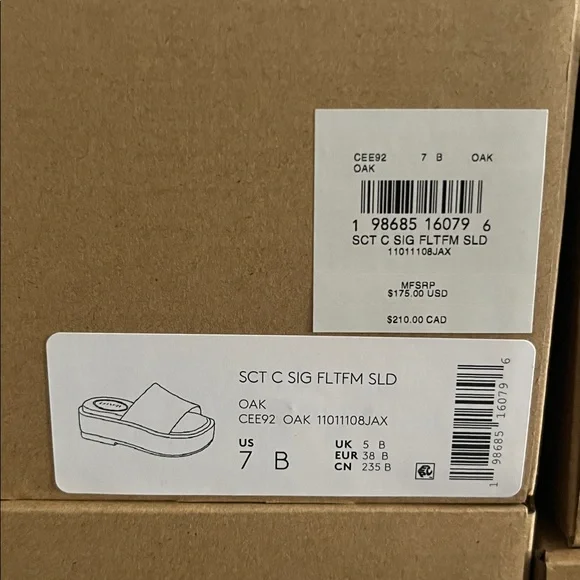 CEE92 7 B OAK
OAK
1 98685 16079 6
SCT C SIG FLTFM SLD
11011108JAX
MFSRP
$175.00 USD
$210.00 CAD
SCT C SIG FLTFM SLD
OAK
CEE92 OAK 11011108JAX
US
7 B
UK 5 B
EUR 38 B
CN 235 B
1 98685 16079 6